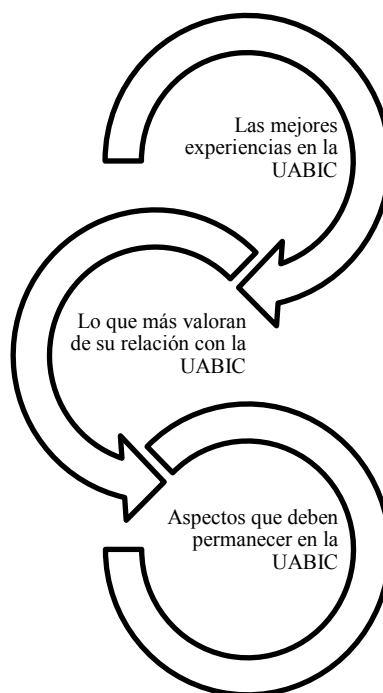 Las mejores
experiencias en la
UABIC
Lo que más valoran
de su relación con la
UABIC
Aspectos que deben
permanecer en la
UABIC